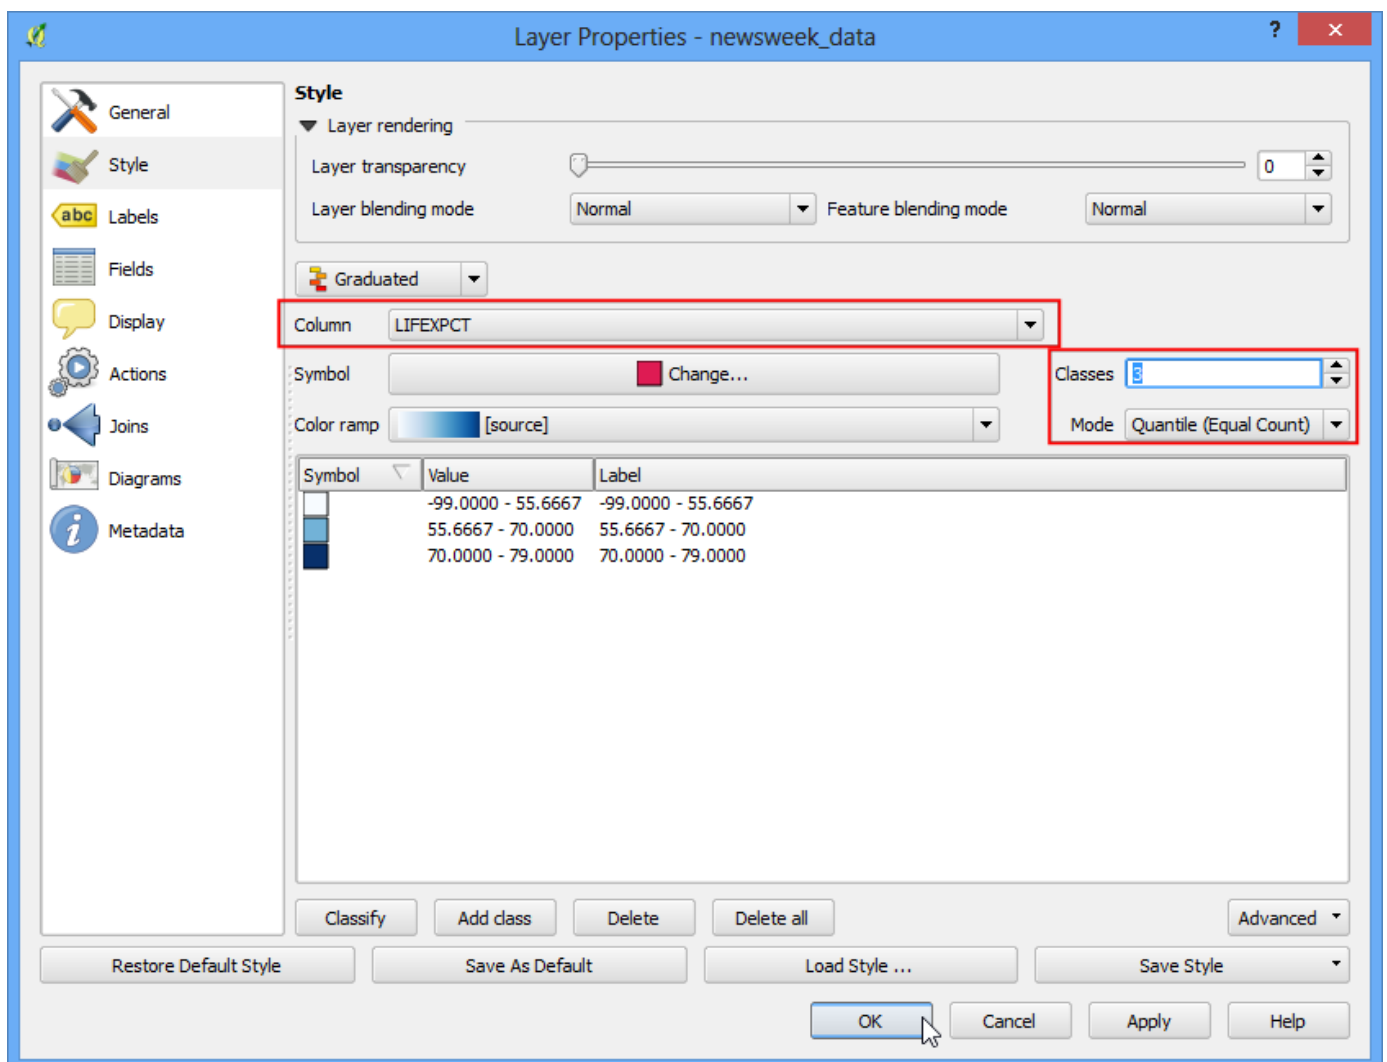 Layer Properties - newsweek_data
?
General
Style
abc Labels
Fields
Display
Actions
Joins
Diagrams
i Metadata
Style
Layer rendering
Layer transparency 0
Layer blending mode Normal Feature blending mode Normal
Graduated
Column LIFEXPCT
Symbol Change... Classes 3
Color ramp [source] Mode Quantile (Equal Count)
Symbol Value Label
-99.0000 - 55.6667 -99.0000 - 55.6667
55.6667 - 70.0000 55.6667 - 70.0000
70.0000 - 79.0000 70.0000 - 79.0000
Classify Add class Delete Delete all Advanced
Restore Default Style Save As Default Load Style ... Save Style
OK Cancel Apply Help